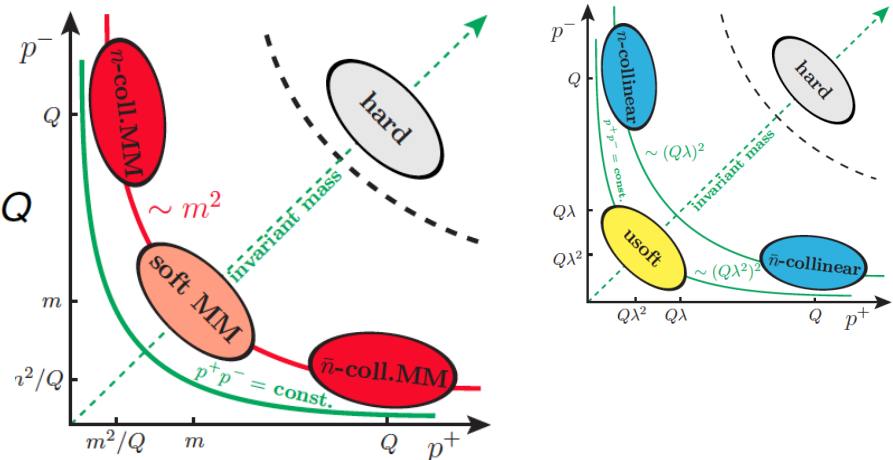 p⁻
n-coll.MM
hard
Q
Q
~ m²
invariant mass
soft MM
m
n̄-coll.MM
p⁺p⁻ = const.
ı²/Q
m²/Q
m
Q
p⁺
p⁻
n-collinear
hard
Q
p⁺p⁻ = const.
~ (Qλ)²
invariant mass
Qλ
usoft
Qλ²
~ (Qλ²)²
n̄-collinear
Qλ²
Qλ
Q
p⁺